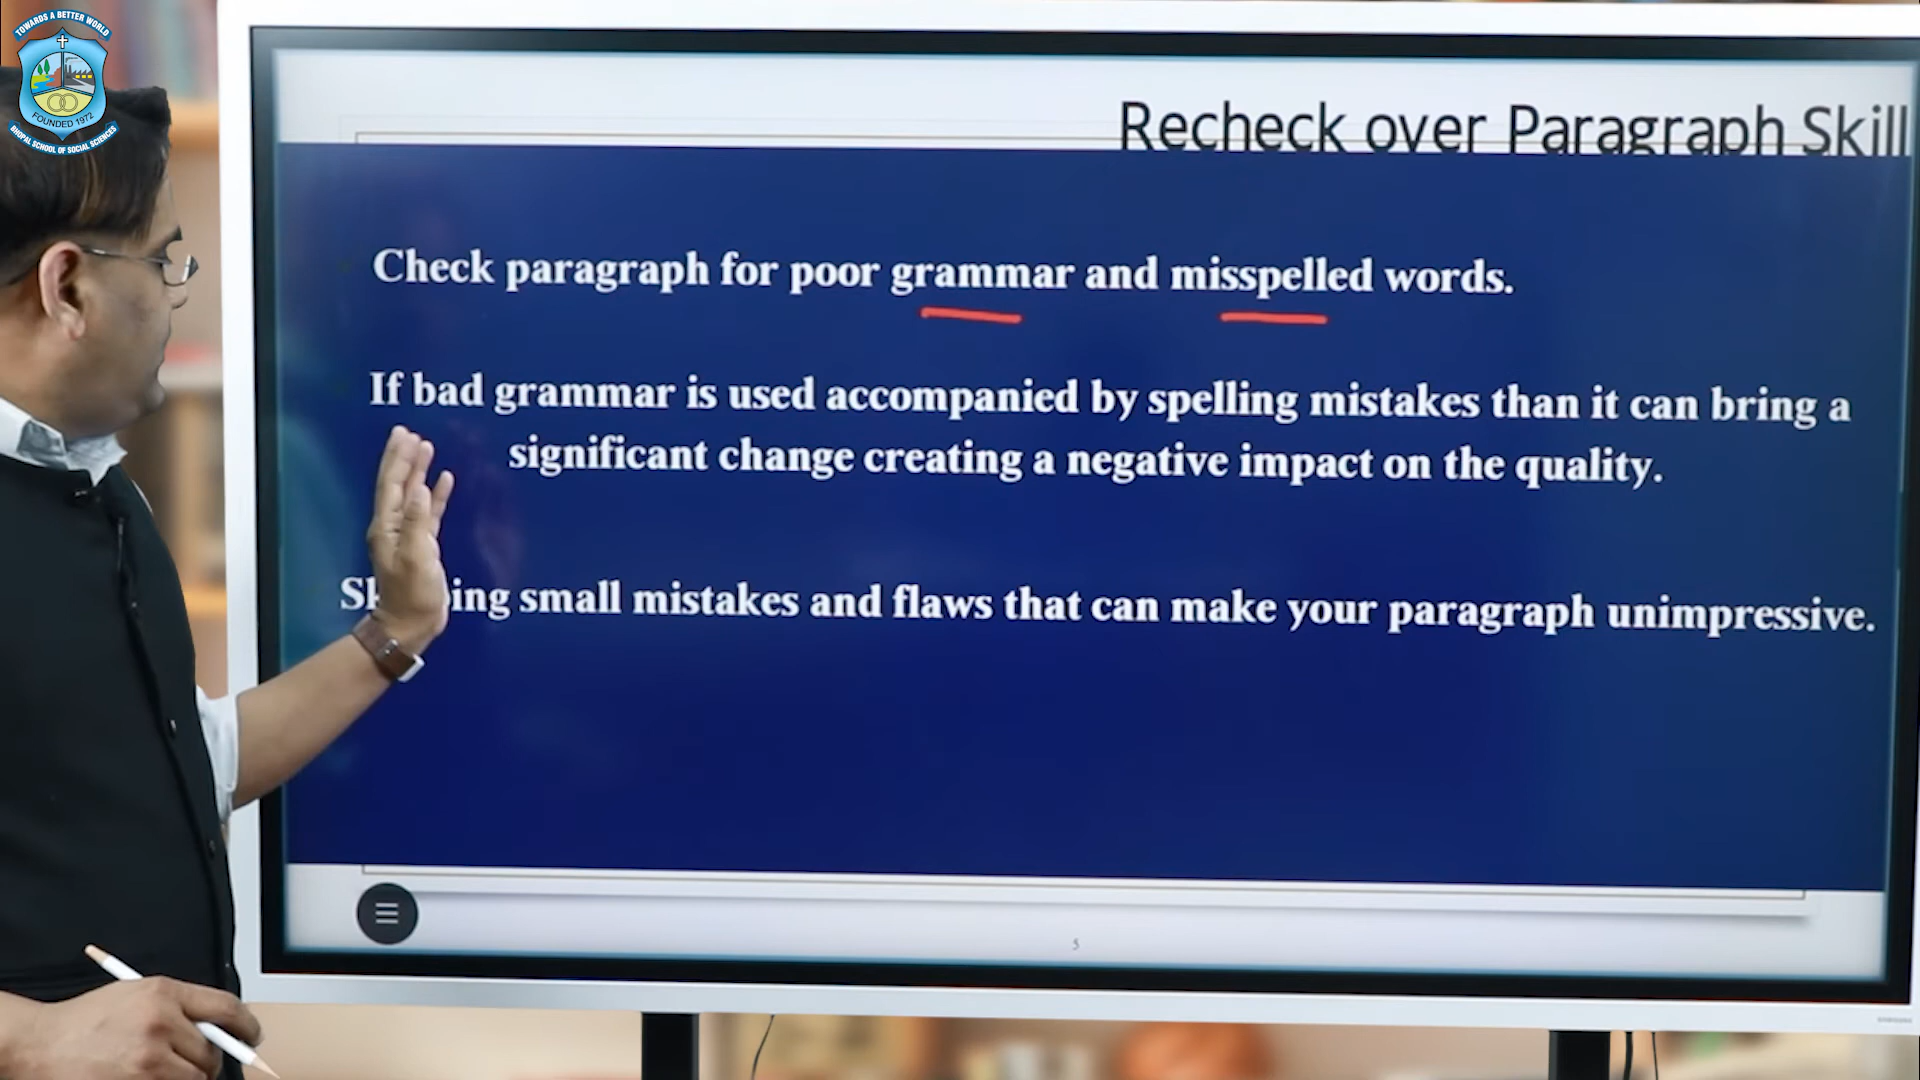 TOWARDS A BETTER WORLD
FOUNDED 1972
BHOPAL SCHOOL OF SOCIAL SCIENCES
Recheck over Paragraph Skill
Check paragraph for poor grammar and misspelled words.
If bad grammar is used accompanied by spelling mistakes than it can bring a
significant change creating a negative impact on the quality.
small mistakes and flaws that can make your paragraph unimpressive.
5
SAMSUNG